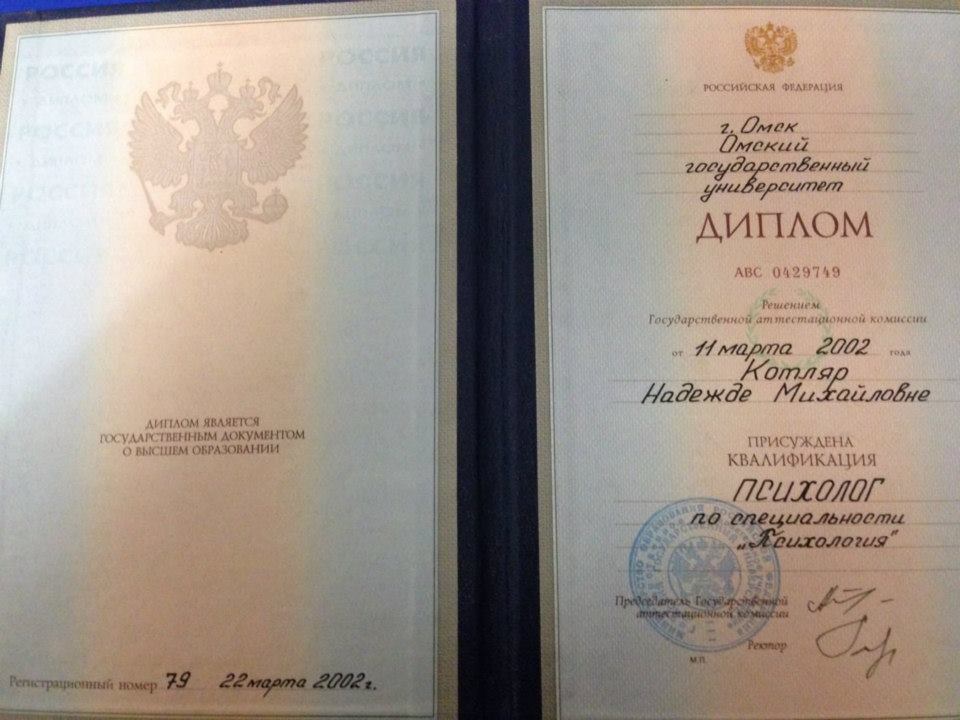 РОССИЯ
РОССИЯ
РОССИЯ
РОССИЯ
ДИПЛОМ ЯВЛЯЕТСЯ
ГОСУДАРСТВЕННЫМ ДОКУМЕНТОМ
О ВЫСШЕМ ОБРАЗОВАНИИ
Регистрационный номер 79 22 марта 2002 г.
РОССИЙСКАЯ ФЕДЕРАЦИЯ
г. Омск
Омский
государственный
университет
ДИПЛОМ
АВС 0429749
Решением
Государственной аттестационной комиссии
от 11 марта 2002 года
Котляр
Надежде Михайловне
ПРИСУЖДЕНА
КВАЛИФИКАЦИЯ
ПСИХОЛОГ
по специальности
„Психология"
Председатель Государственной
аттестационной комиссии
Ректор
М.П.